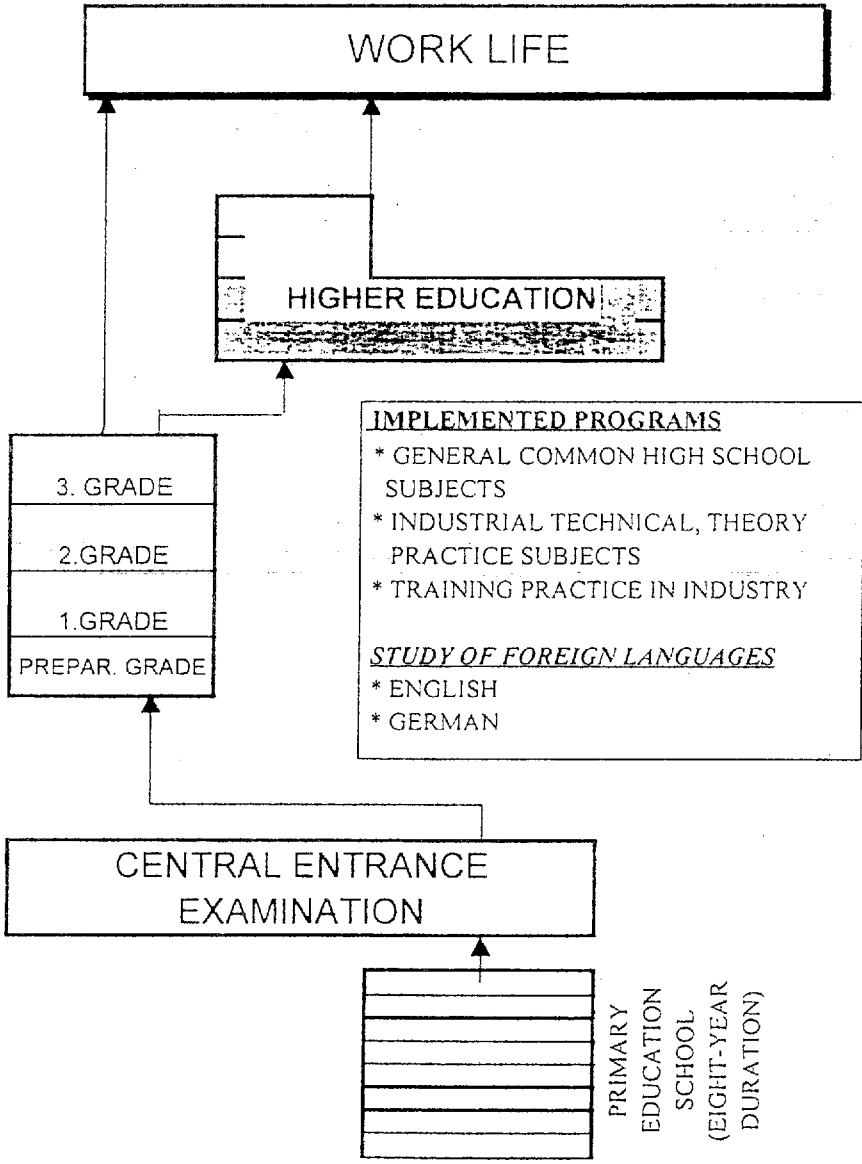 WORK LIFE
HIGHER EDUCATION
3. GRADE
2.GRADE
1.GRADE
PREPAR. GRADE
IMPLEMENTED PROGRAMS
* GENERAL COMMON HIGH SCHOOL
SUBJECTS
* INDUSTRIAL TECHNICAL, THEORY
PRACTICE SUBJECTS
* TRAINING PRACTICE IN INDUSTRY
STUDY OF FOREIGN LANGUAGES
* ENGLISH
* GERMAN
CENTRAL ENTRANCE
EXAMINATION
PRIMARY
EDUCATION
SCHOOL
(EIGHT-YEAR
DURATION)